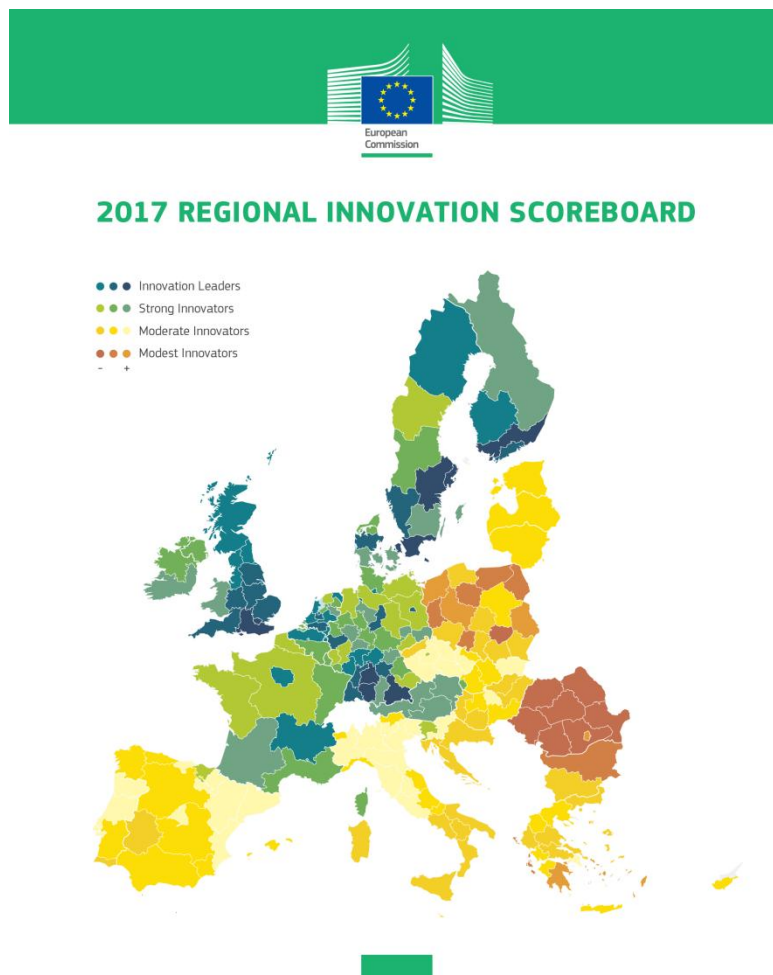 European
Commission
2017 REGIONAL INNOVATION SCOREBOARD
Innovation Leaders
Strong Innovators
Moderate Innovators
Modest Innovators
- +